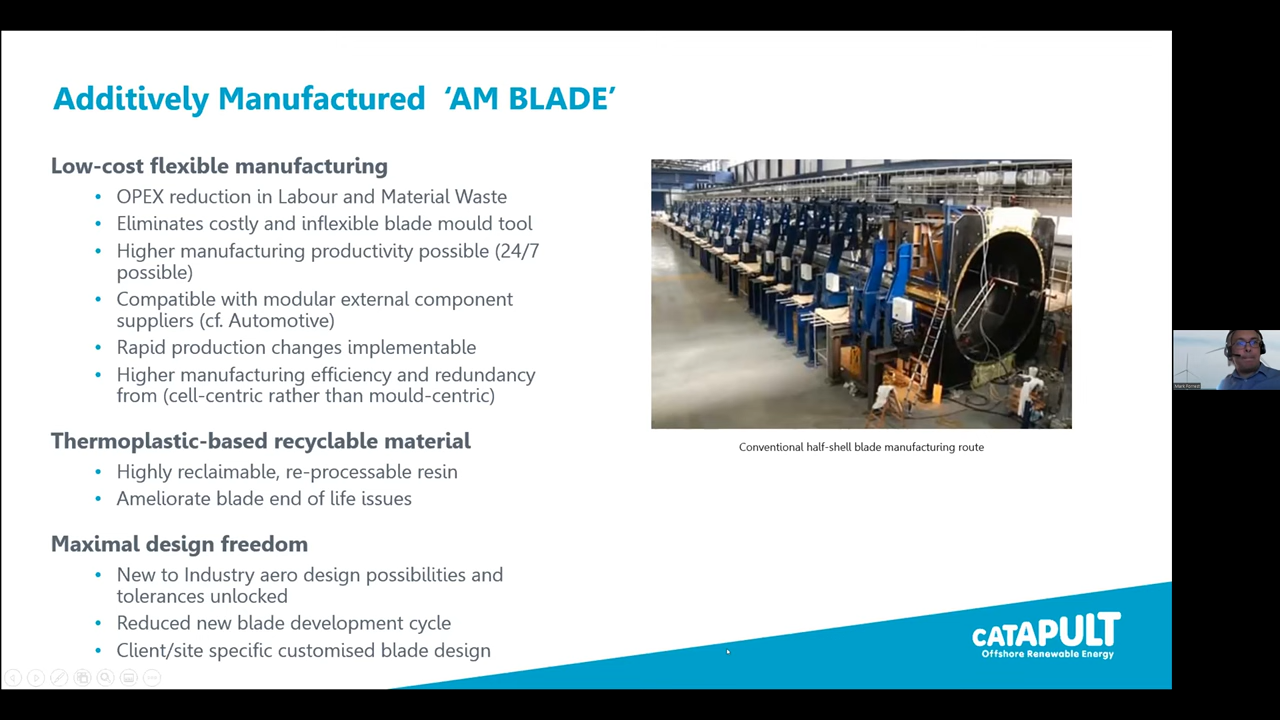 Additively Manufactured ‘AM BLADE’
Low-cost flexible manufacturing
• OPEX reduction in Labour and Material Waste
• Eliminates costly and inflexible blade mould tool
• Higher manufacturing productivity possible (24/7
possible)
• Compatible with modular external component
suppliers (cf. Automotive)
• Rapid production changes implementable
• Higher manufacturing efficiency and redundancy
from (cell-centric rather than mould-centric)
Thermoplastic-based recyclable material
• Highly reclaimable, re-processable resin
• Ameliorate blade end of life issues
Maximal design freedom
• New to Industry aero design possibilities and
tolerances unlocked
• Reduced new blade development cycle
• Client/site specific customised blade design
Conventional half-shell blade manufacturing route
CATAPULT
Offshore Renewable Energy